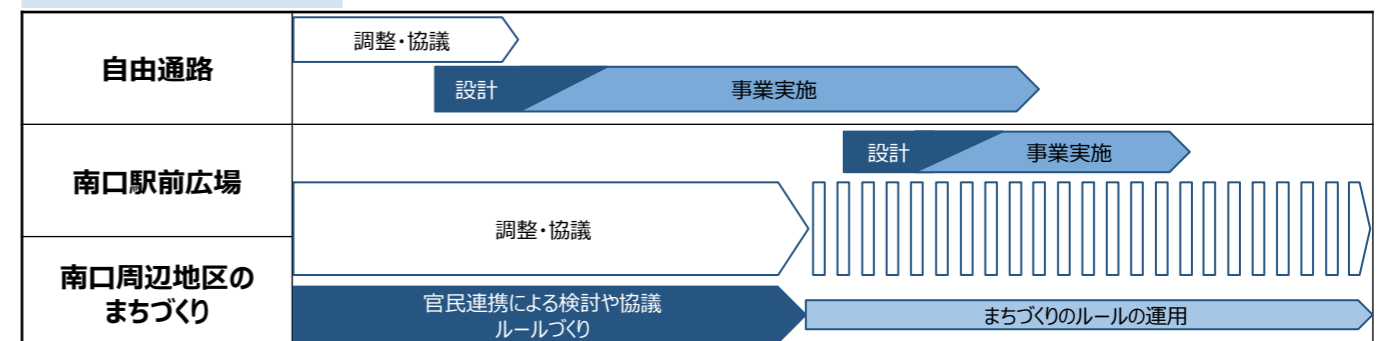 自由通路
調整・協議
設計
事業実施
南口駅前広場
設計
事業実施
調整・協議
南口周辺地区の
まちづくり
官民連携による検討や協議
ルールづくり
まちづくりのルールの運用